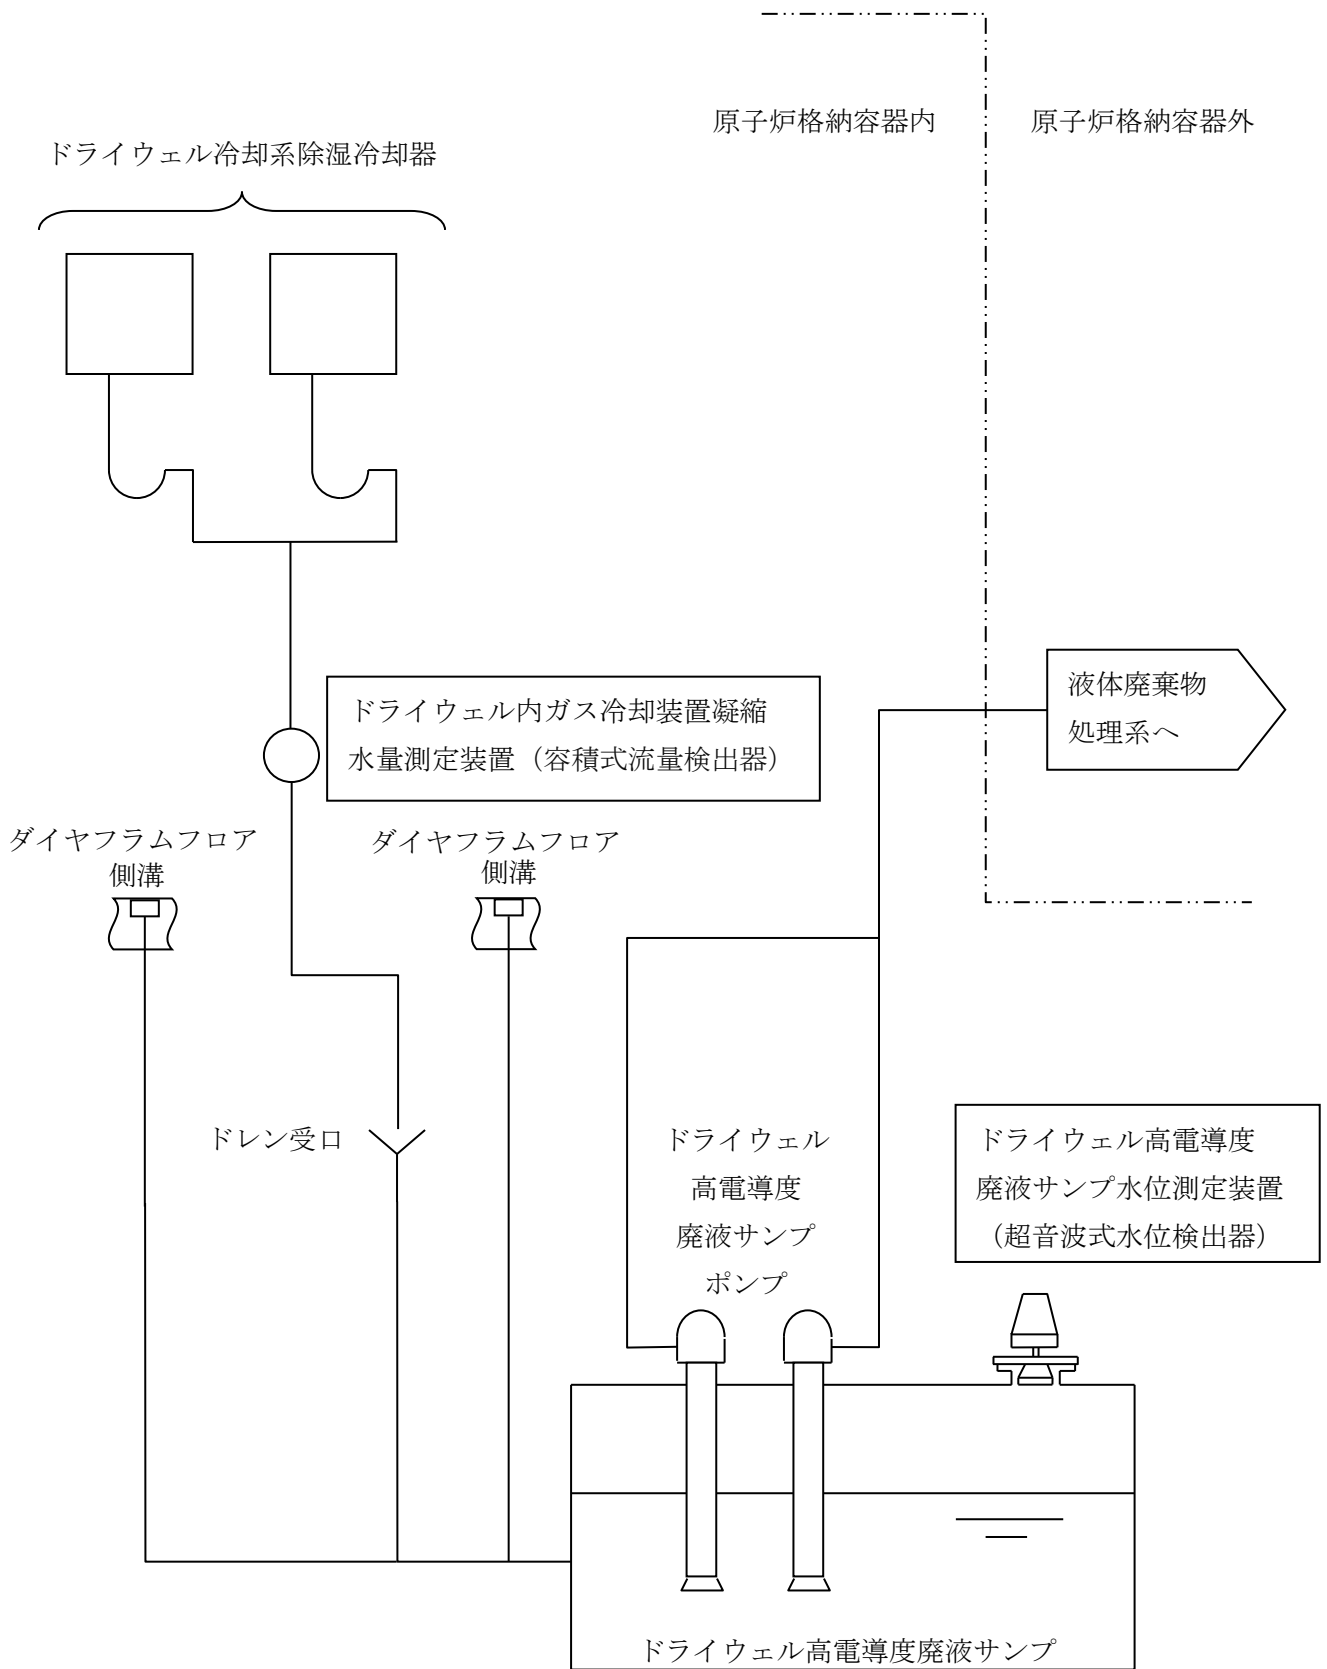 原子炉格納容器内
原子炉格納容器外
ドライウェル冷却系除湿冷却器
液体廃棄物
処理系へ
ドライウェル内ガス冷却装置凝縮
水量測定装置（容積式流量検出器）
ダイヤフラムフロア
側溝
ダイヤフラムフロア
側溝
ドレン受口
ドライウェル
高電導度
廃液サンプ
ポンプ
ドライウェル高電導度
廃液サンプ水位測定装置
（超音波式水位検出器）
ドライウェル高電導度廃液サンプ